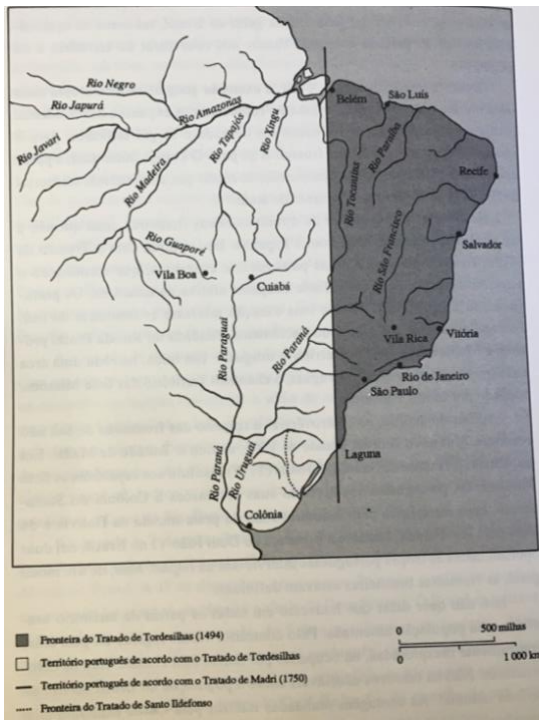 Rio Negro
Rio Japurá
Rio Amazonas
Rio Javari
Rio Madeira
Rio Tapajós
Rio Xingu
Belém
São Luís
Rio Paraíba
Rio Tocantins
Recife
Rio São Francisco
Salvador
Rio Guaporé
Vila Boa
Cuiabá
Rio Paraguai
Rio Paraná
Vila Rica
Vitória
Rio de Janeiro
São Paulo
Rio Paraná
Rio Uruguai
Laguna
Colônia
Fronteira do Tratado de Tordesilhas (1494)
Território português de acordo com o Tratado de Tordesilhas
Território português de acordo com o Tratado de Madri (1750)
Fronteira do Tratado de Santo Ildefonso
0 500 milhas
0 1 000 km